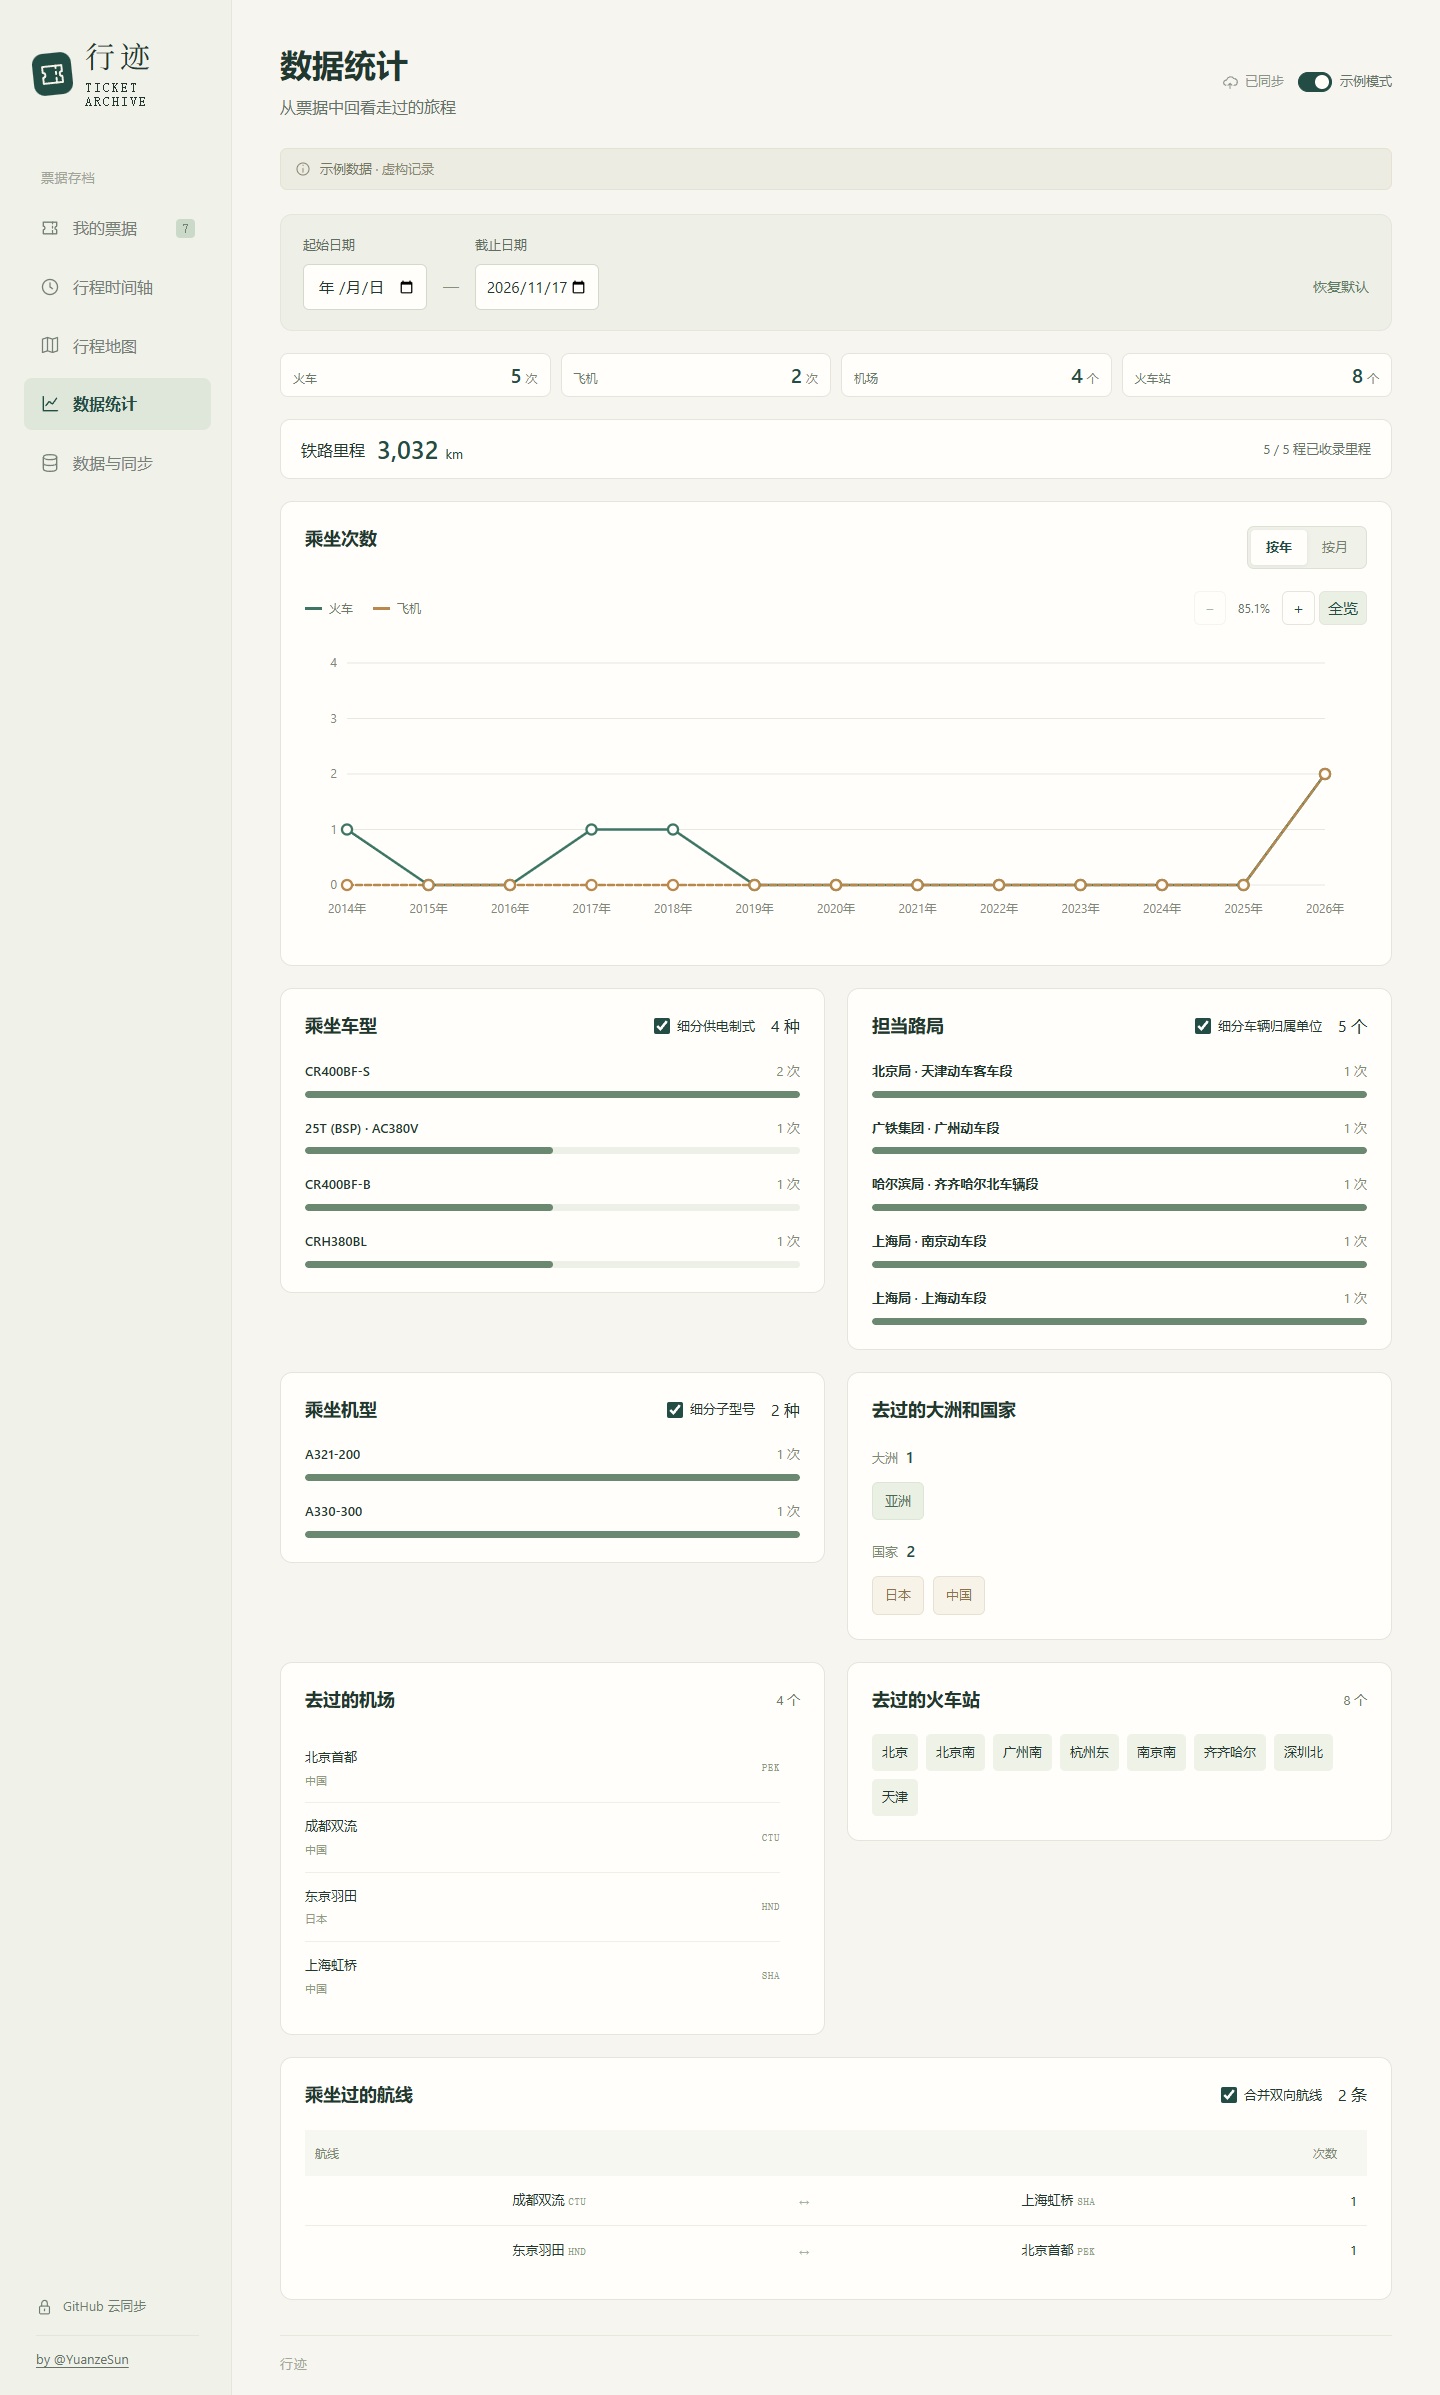 行迹
TICKET
ARCHIVE
票据存档
我的票据 7
行程时间轴
行程地图
数据统计
数据与同步
GitHub 云同步
by @YuanzeSun
数据统计
从票据中回看走过的旅程
已同步 示例模式
示例数据 · 虚构记录
起始日期 截止日期
年 /月/日 — 2026/11/17 恢复默认
火车 5 次 飞机 2 次 机场 4 个 火车站 8 个
铁路里程 3,032 km 5 / 5 程已收录里程
乘坐次数 按年 按月
火车 飞机 − 85.1% + 全览
4
3
2
1
0
2014年 2015年 2016年 2017年 2018年 2019年 2020年 2021年 2022年 2023年 2024年 2025年 2026年
乘坐车型 细分供电制式 4 种
CR400BF-S 2 次
25T (BSP) · AC380V 1 次
CR400BF-B 1 次
CRH380BL 1 次
担当路局 细分车辆归属单位 5 个
北京局 · 天津动车客车段 1 次
广铁集团 · 广州动车段 1 次
哈尔滨局 · 齐齐哈尔北车辆段 1 次
上海局 · 南京动车段 1 次
上海局 · 上海动车段 1 次
乘坐机型 细分子型号 2 种
A321-200 1 次
A330-300 1 次
去过的大洲和国家
大洲 1
亚洲
国家 2
日本 中国
去过的机场 4 个
北京首都
中国 PEK
成都双流
中国 CTU
东京羽田
日本 HND
上海虹桥
中国 SHA
去过的火车站 8 个
北京 北京南 广州南 杭州东 南京南 齐齐哈尔 深圳北
天津
乘坐过的航线 合并双向航线 2 条
航线 次数
成都双流 CTU ↔ 上海虹桥 SHA 1
东京羽田 HND ↔ 北京首都 PEK 1
行迹